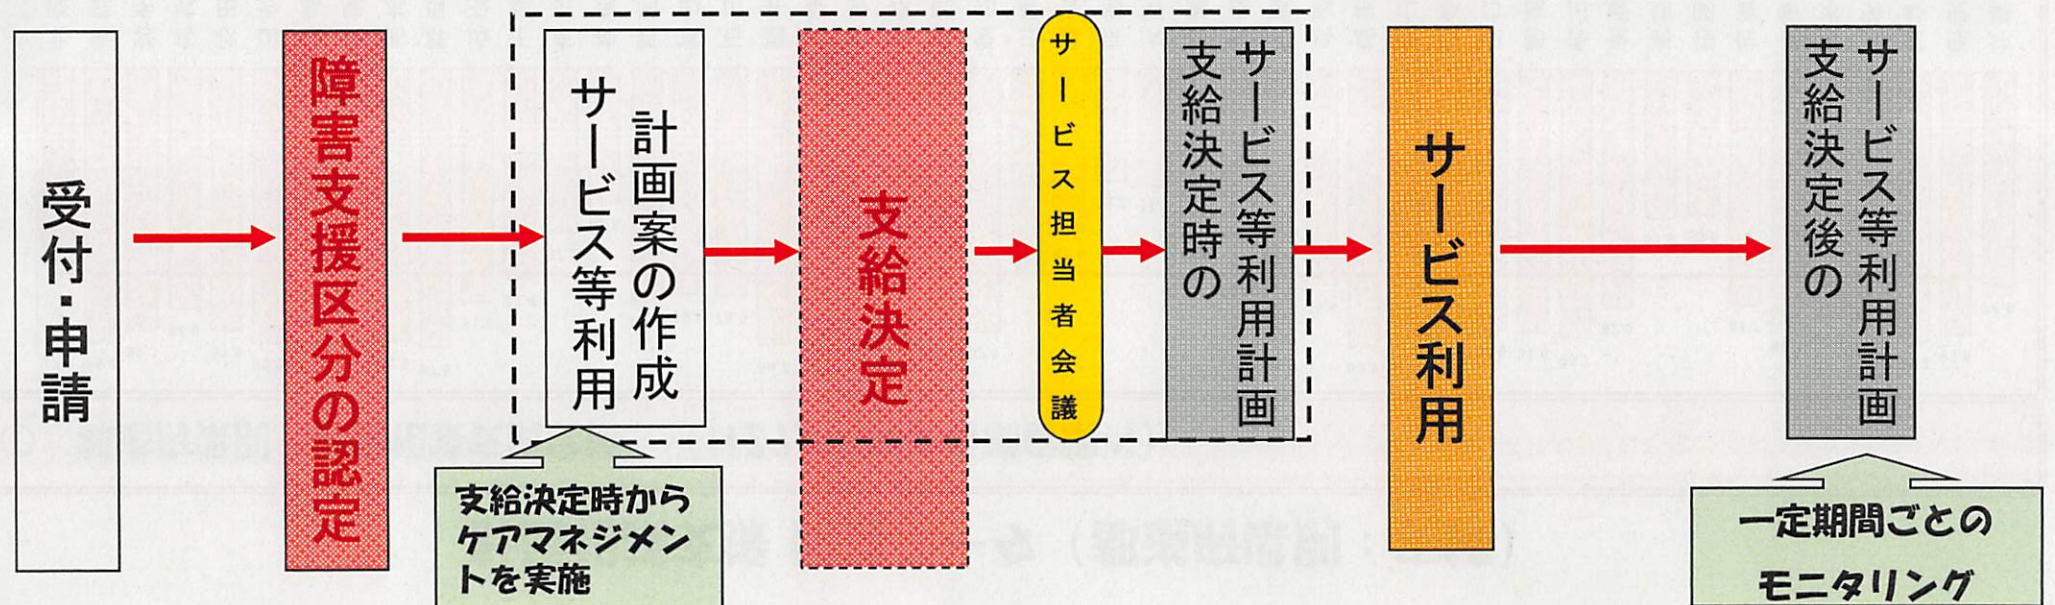 受付・申請
障害支援区分の認定
サービス等利用
計画案の作成
支給決定時から
ケアマネジメン
トを実施
支給決定
サービス担当者会議
支給決定時の
サービス等利用計画
サービス利用
支給決定後の
サービス等利用計画
一定期間ごとの
モニタリング